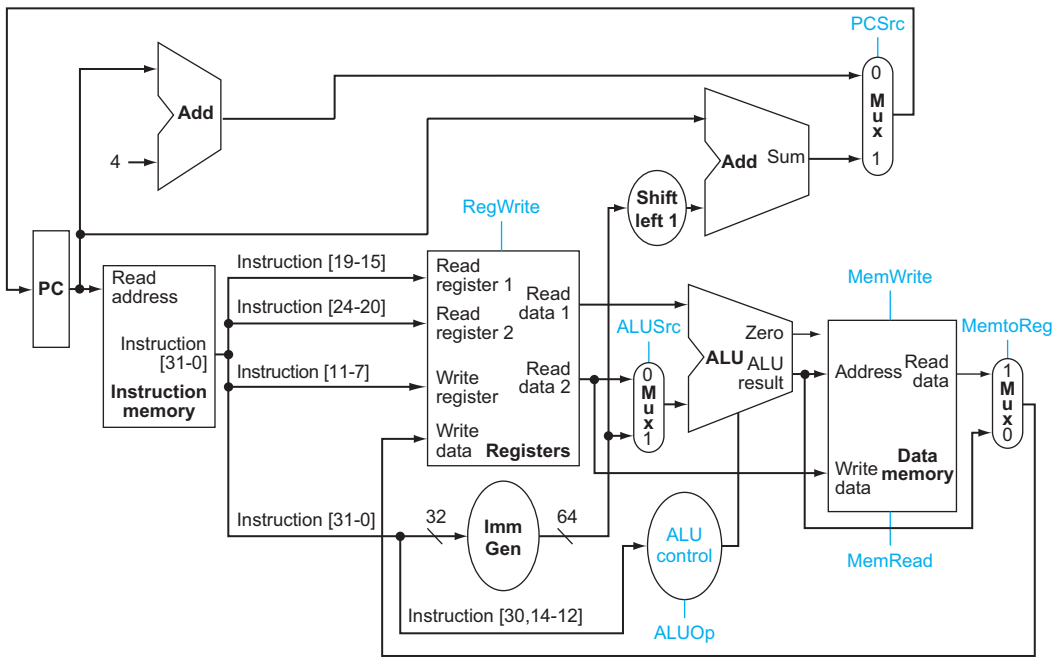 PCSrc
0
M
u
x
1
Add
4
Add Sum
Shift
left 1
RegWrite
PC
Read
address
Instruction
[31-0]
Instruction
memory
Instruction [19-15]
Instruction [24-20]
Instruction [11-7]
Read
register 1
Read
register 2
Write
register
Write
data
Read
data 1
Read
data 2
Registers
ALUSrc
0
M
u
x
1
Zero
ALU
ALU
result
MemWrite
Address
Read
data
Write
data
Data
memory
MemRead
MemtoReg
1
M
u
x
0
Instruction [31-0]
32
Imm
Gen
64
ALU
control
ALUOp
Instruction [30,14-12]